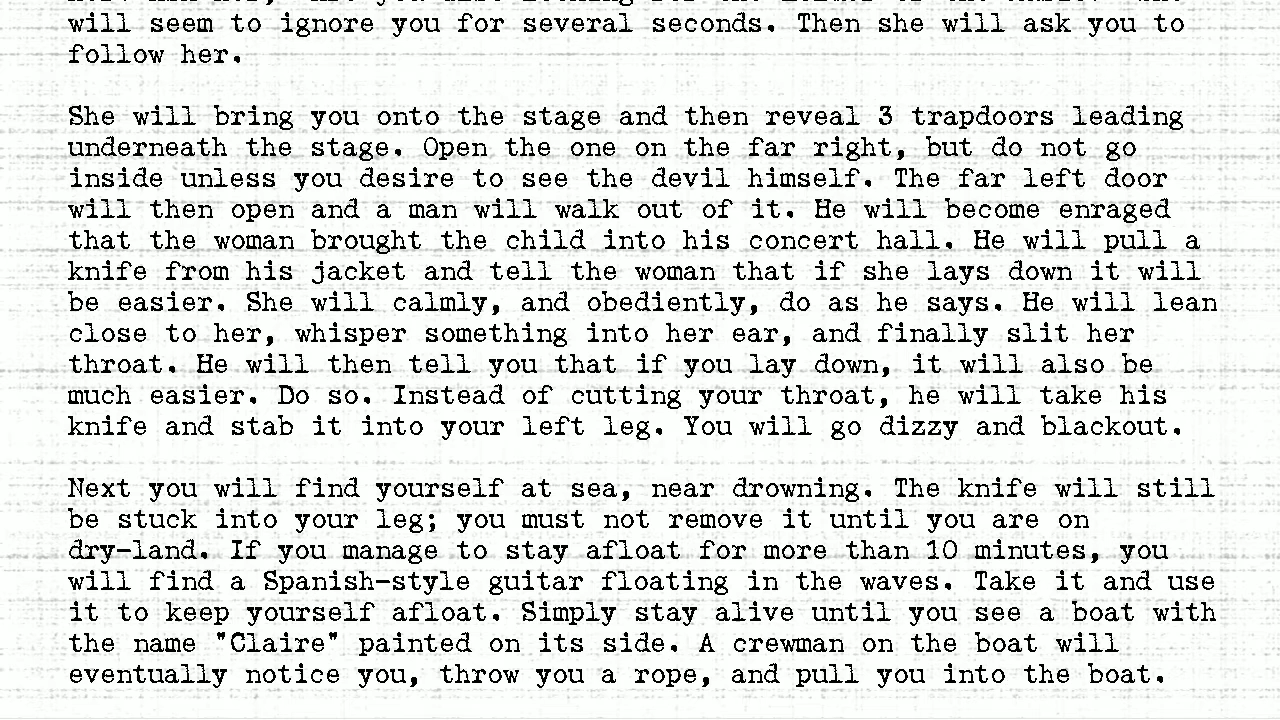 will seem to ignore you for several seconds. Then she will ask you to
follow her.
She will bring you onto the stage and then reveal 3 trapdoors leading
underneath the stage. Open the one on the far right, but do not go
inside unless you desire to see the devil himself. The far left door
will then open and a man will walk out of it. He will become enraged
that the woman brought the child into his concert hall. He will pull a
knife from his jacket and tell the woman that if she lays down it will
be easier. She will calmly, and obediently, do as he says. He will lean
close to her, whisper something into her ear, and finally slit her
throat. He will then tell you that if you lay down, it will also be
much easier. Do so. Instead of cutting your throat, he will take his
knife and stab it into your left leg. You will go dizzy and blackout.
Next you will find yourself at sea, near drowning. The knife will still
be stuck into your leg; you must not remove it until you are on
dry-land. If you manage to stay afloat for more than 10 minutes, you
will find a Spanish-style guitar floating in the waves. Take it and use
it to keep yourself afloat. Simply stay alive until you see a boat with
the name "Claire" painted on its side. A crewman on the boat will
eventually notice you, throw you a rope, and pull you into the boat.